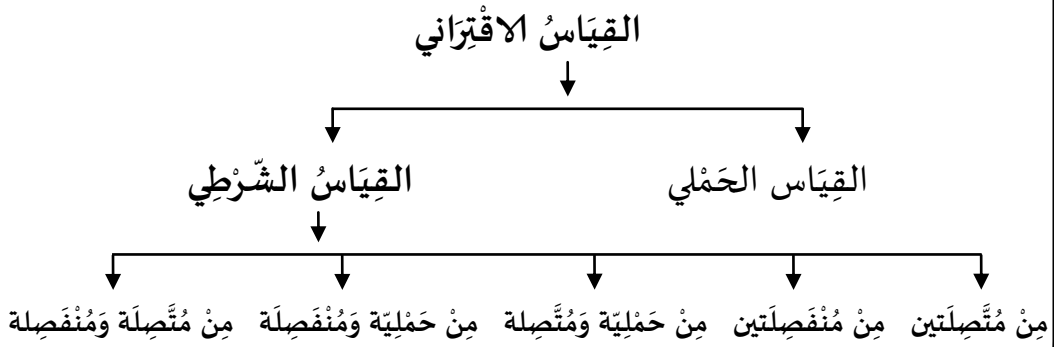 القِيَاسُ الاقْتِرَاني
القِيَاس الحَمْلي القِيَاسُ الشّرْطِي
مِنْ مُتَّصِلَتين مِنْ مُنْفَصِلَتين مِنْ حَمْلِيّة وَمُتَّصِلة مِنْ حَمْلِيّة وَمُنْفَصِلَة مِنْ مُتَّصِلَة وَمُنْفَصِلة